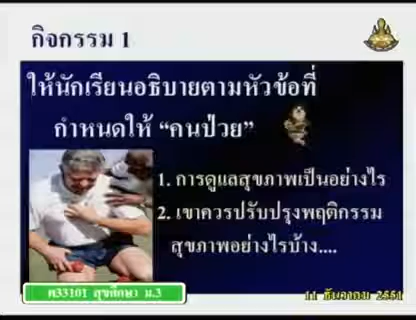 กิจกรรม 1
ให้นักเรียนอธิบายตามหัวข้อที่
กำหนดให้ “คนป่วย”
1. การดูแลสุขภาพเป็นอย่างไร
2. เขาควรปรับปรุงพฤติกรรม
สุขภาพอย่างไรบ้าง....
ศ33101 สุขศึกษา ม.3
11 ธันวาคม 2551